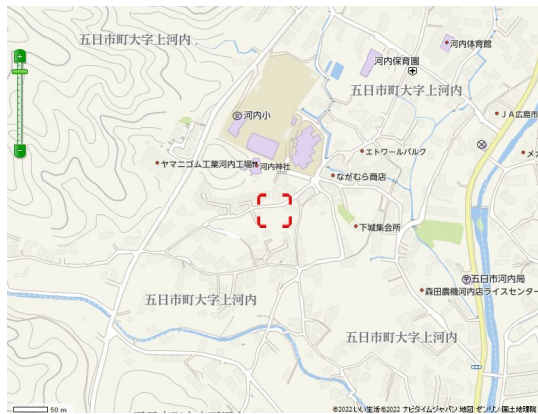 五日市町大字上河内
河内体育館
河内保育園
五日市町大字上河内
河内小
JA広島市
エトワールパルク
ヤマニゴム工業河内工場
河内神社
ながむら商店
下城集会所
五日市河内局
森田農機河内店ライスセンター
五日市町大字上河内
五日市町大字上河内
50 m
©2022 いい生活 ©2022 ナビタイムジャパン 地図 ゼンリン 国土地理院